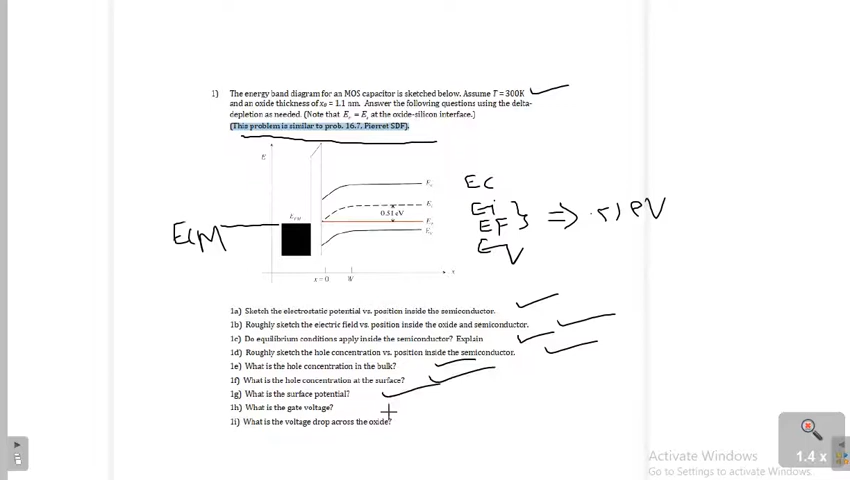 1) The energy band diagram for an MOS capacitor is sketched below. Assume T = 300K
and an oxide thickness of x₀ = 1.1 nm. Answer the following questions using the delta-
depletion as needed. (Note that Eₓ = Eᵢ at the oxide-silicon interface.)
(This problem is similar to prob. 16.7, Pierret SDF).
E
EC
Ei
EF
EV
=> .51 eV
ECM
0.51 eV
x = 0
W
x
1a) Sketch the electrostatic potential vs. position inside the semiconductor.
1b) Roughly sketch the electric field vs. position inside the oxide and semiconductor.
1c) Do equilibrium conditions apply inside the semiconductor? Explain
1d) Roughly sketch the hole concentration vs. position inside the semiconductor.
1e) What is the hole concentration in the bulk?
1f) What is the hole concentration at the surface?
1g) What is the surface potential?
1h) What is the gate voltage?
1i) What is the voltage drop across the oxide?
1.4 x
Activate Windows
Go to Settings to activate Windows.